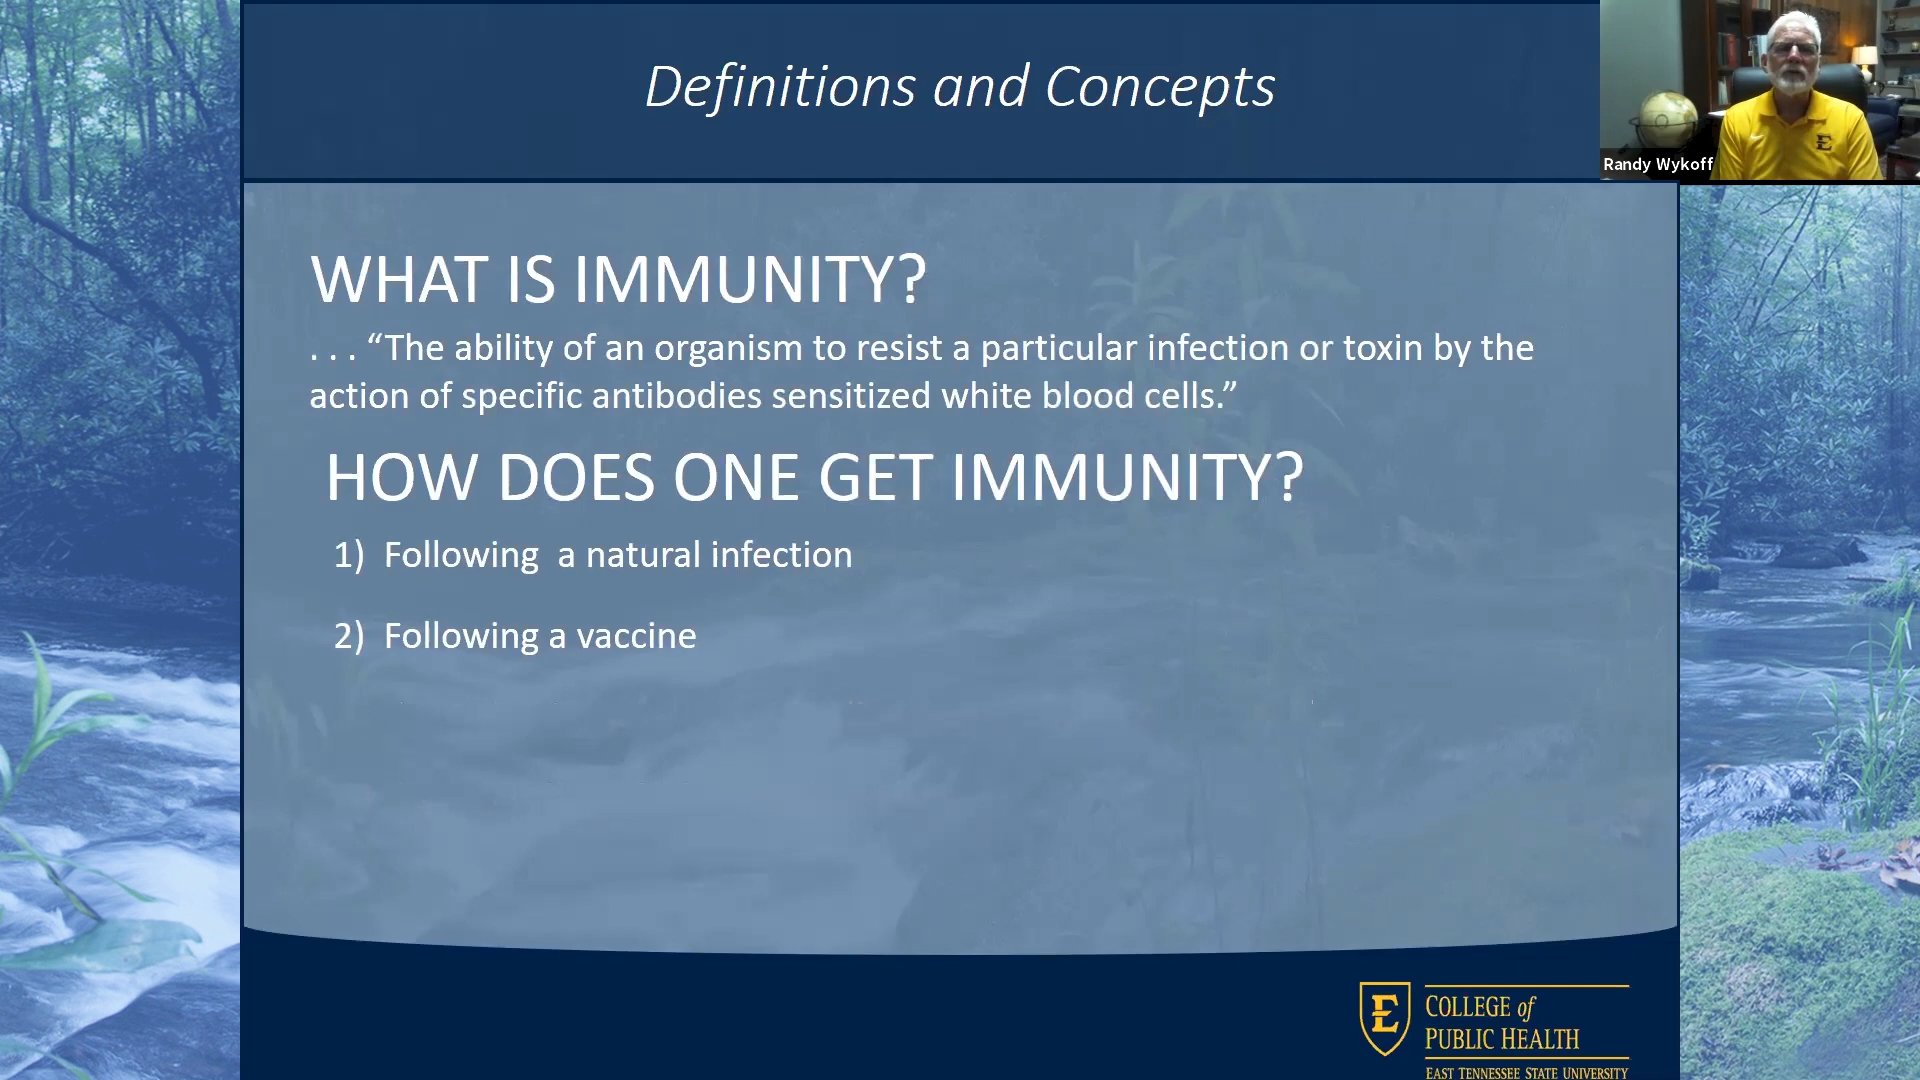 Definitions and Concepts
Randy Wykoff
WHAT IS IMMUNITY?
. . . “The ability of an organism to resist a particular infection or toxin by the
action of specific antibodies sensitized white blood cells.”
HOW DOES ONE GET IMMUNITY?
1) Following a natural infection
2) Following a vaccine
E
E
COLLEGE of
PUBLIC HEALTH
EAST TENNESSEE STATE UNIVERSITY